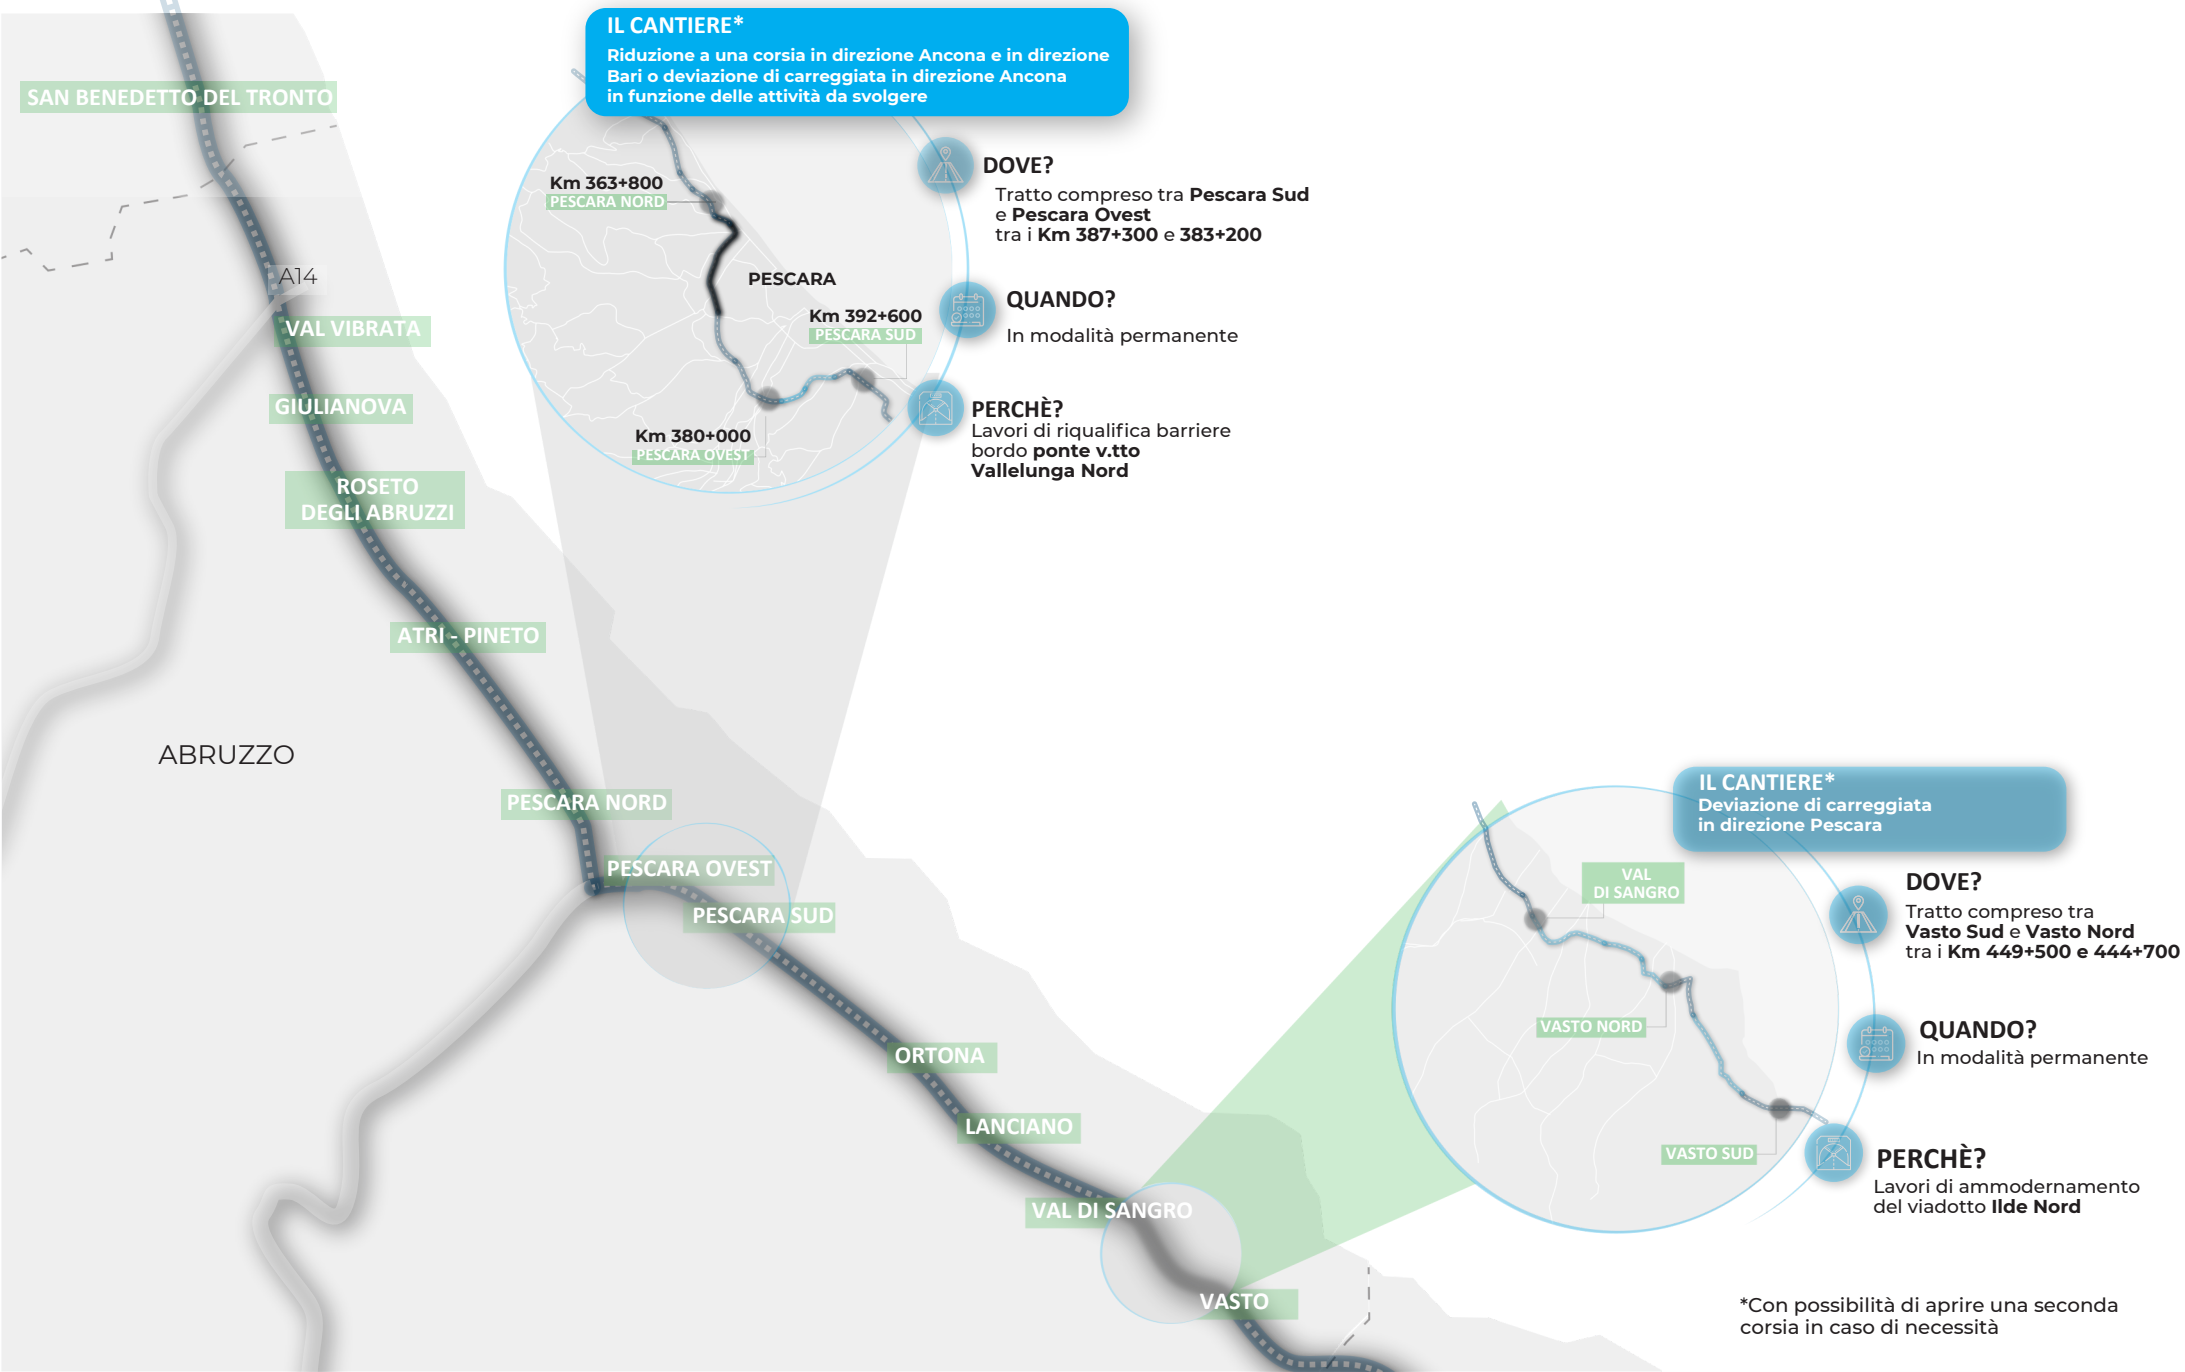 IL CANTIERE*
Riduzione a una corsia in direzione Ancona e in direzione
Bari o deviazione di carreggiata in direzione Ancona
in funzione delle attività da svolgere
SAN BENEDETTO DEL TRONTO
DOVE?
Tratto compreso tra Pescara Sud
e Pescara Ovest
tra i Km 387+300 e 383+200
Km 363+800
PESCARA NORD
PESCARA
Km 392+600
PESCARA SUD
QUANDO?
In modalità permanente
Km 380+000
PESCARA OVEST
PERCHÈ?
Lavori di riqualifica barriere
bordo ponte v.tto
Vallelunga Nord
A14
VAL VIBRATA
GIULIANOVA
ROSETO
DEGLI ABRUZZI
ATRI - PINETO
ABRUZZO
PESCARA NORD
PESCARA OVEST
PESCARA SUD
ORTONA
LANCIANO
VAL DI SANGRO
VASTO
IL CANTIERE*
Deviazione di carreggiata
in direzione Pescara
VAL
DI SANGRO
VASTO NORD
VASTO SUD
DOVE?
Tratto compreso tra
Vasto Sud e Vasto Nord
tra i Km 449+500 e 444+700
QUANDO?
In modalità permanente
PERCHÈ?
Lavori di ammodernamento
del viadotto Ilde Nord
*Con possibilità di aprire una seconda
corsia in caso di necessità